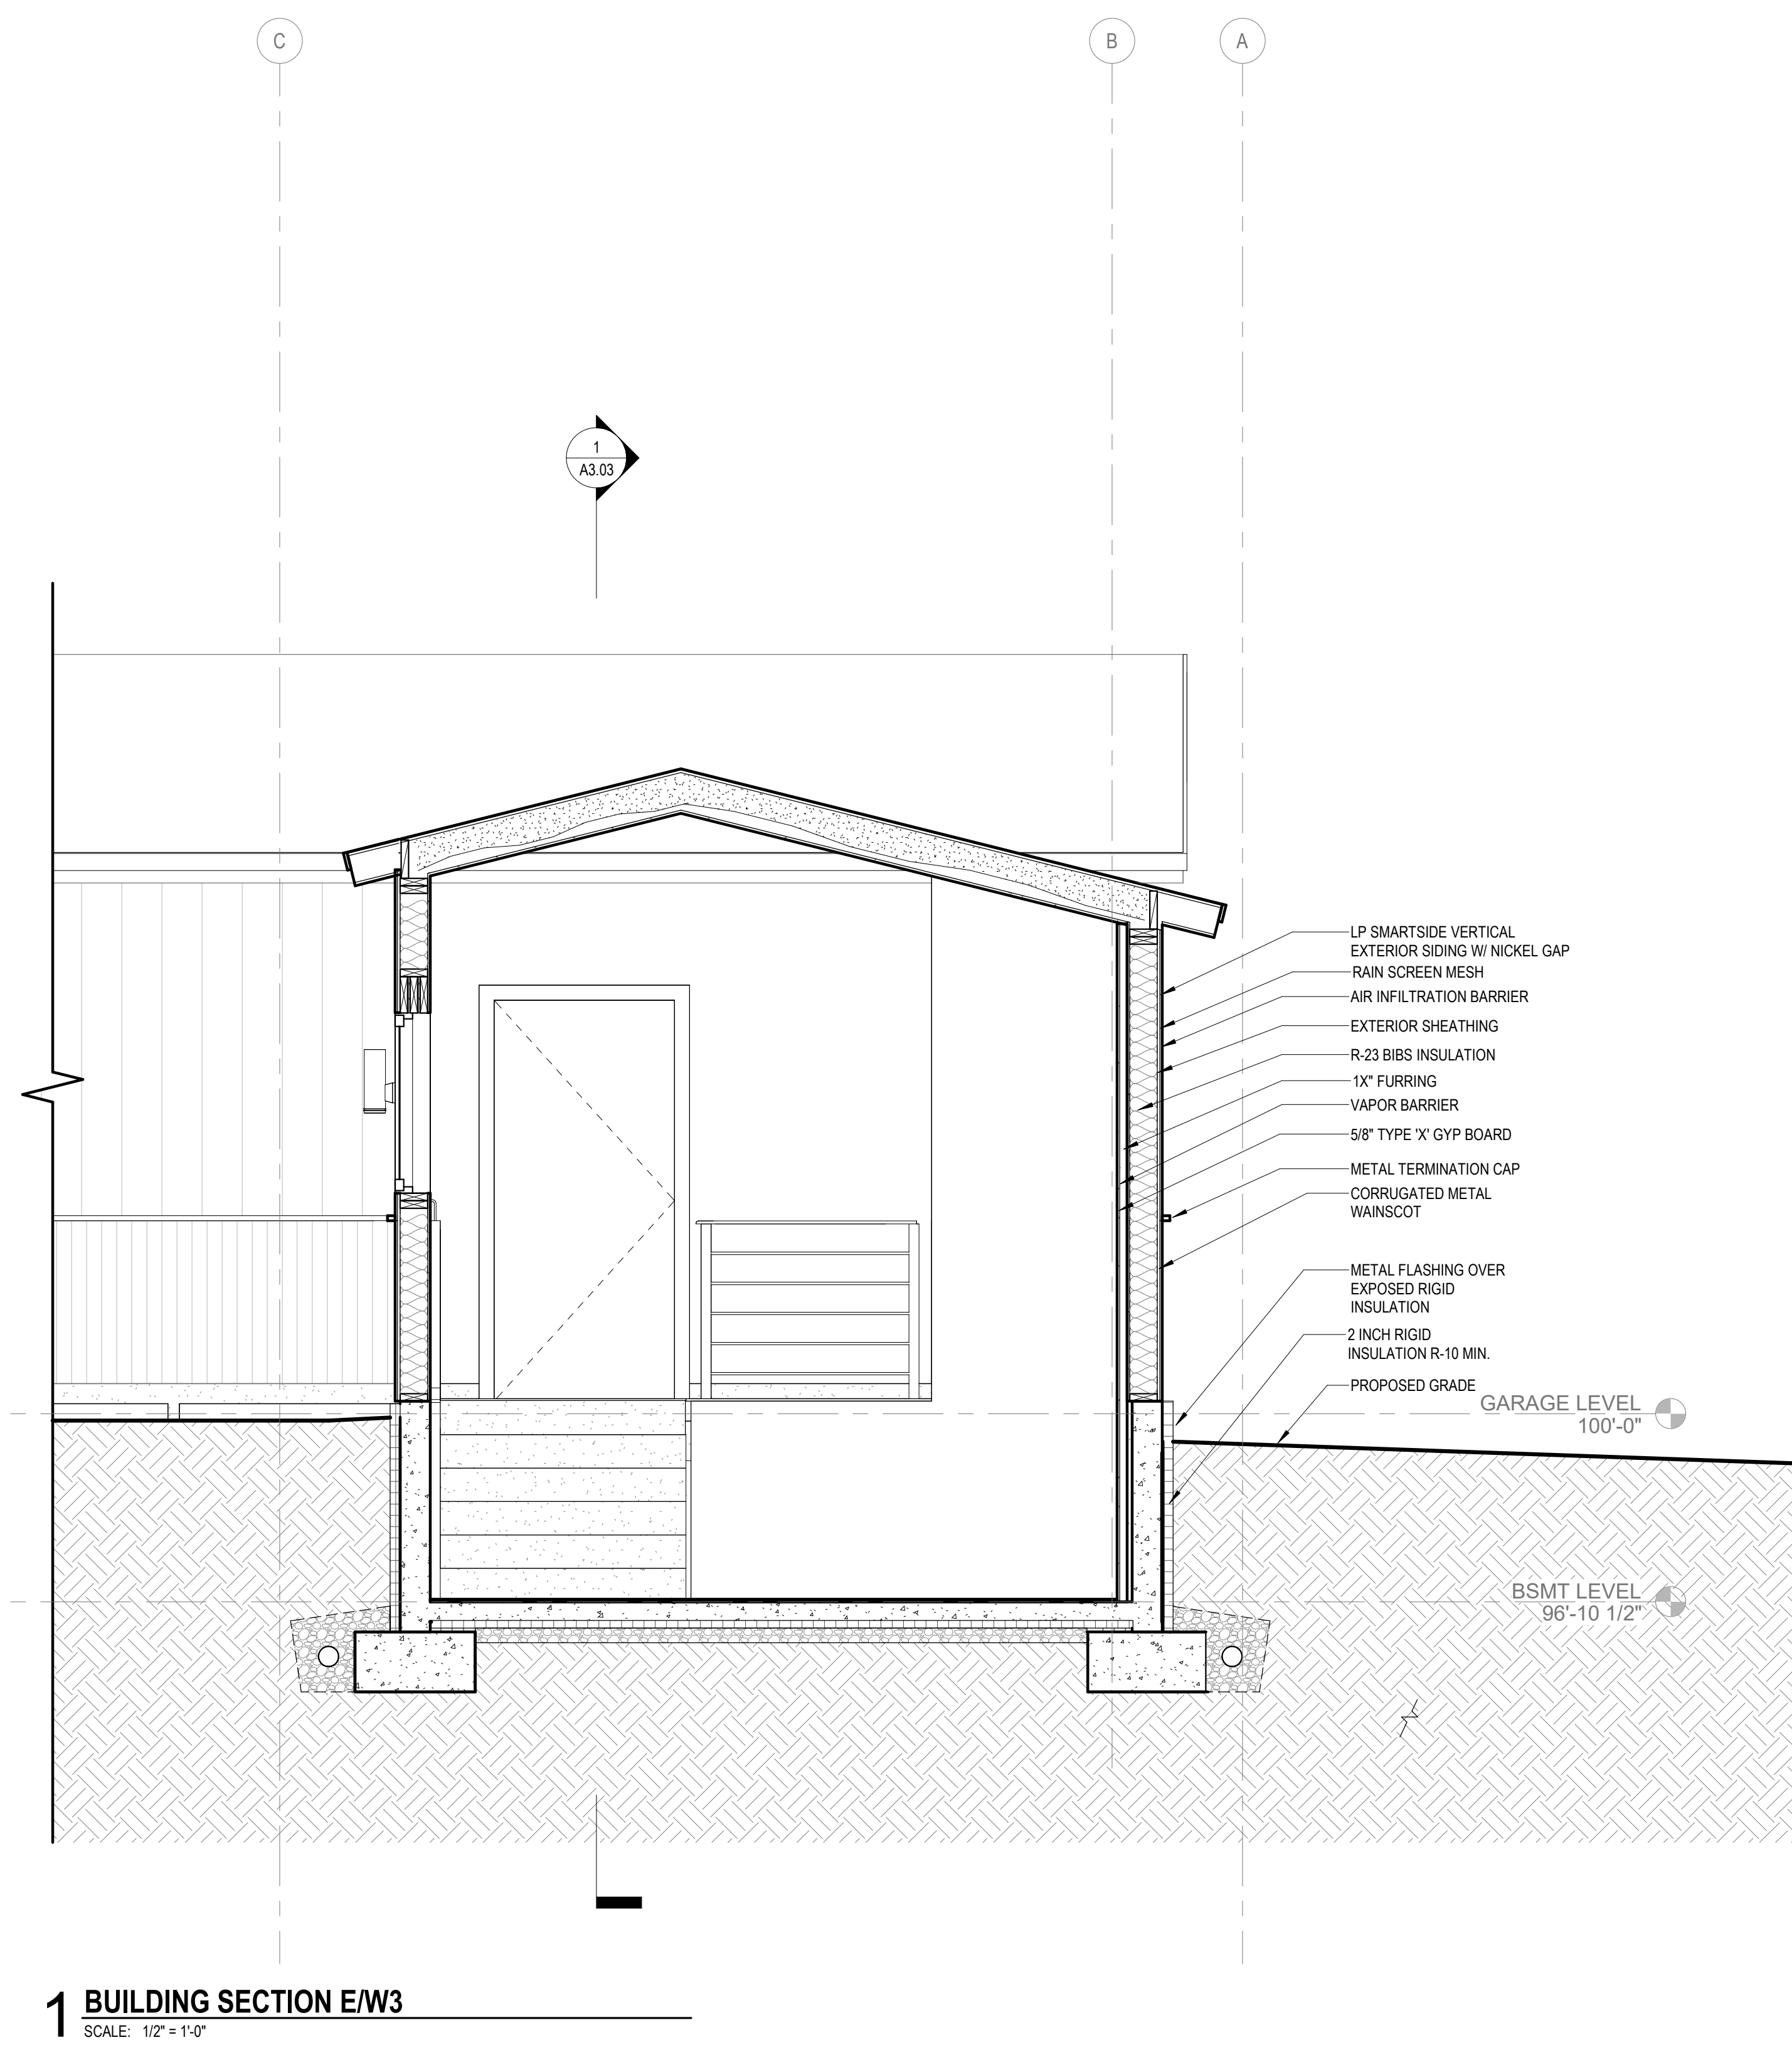 C
B
A
1
A3.03
LP SMARTSIDE VERTICAL
EXTERIOR SIDING W/ NICKEL GAP
RAIN SCREEN MESH
AIR INFILTRATION BARRIER
EXTERIOR SHEATHING
R-23 BIBS INSULATION
1X" FURRING
VAPOR BARRIER
5/8" TYPE 'X' GYP BOARD
METAL TERMINATION CAP
CORRUGATED METAL
WAINSCOT
METAL FLASHING OVER
EXPOSED RIGID
INSULATION
2 INCH RIGID
INSULATION R-10 MIN.
PROPOSED GRADE
GARAGE LEVEL
100'-0"
BSMT LEVEL
96'-10 1/2"
1
BUILDING SECTION E/W3
SCALE: 1/2" = 1'-0"